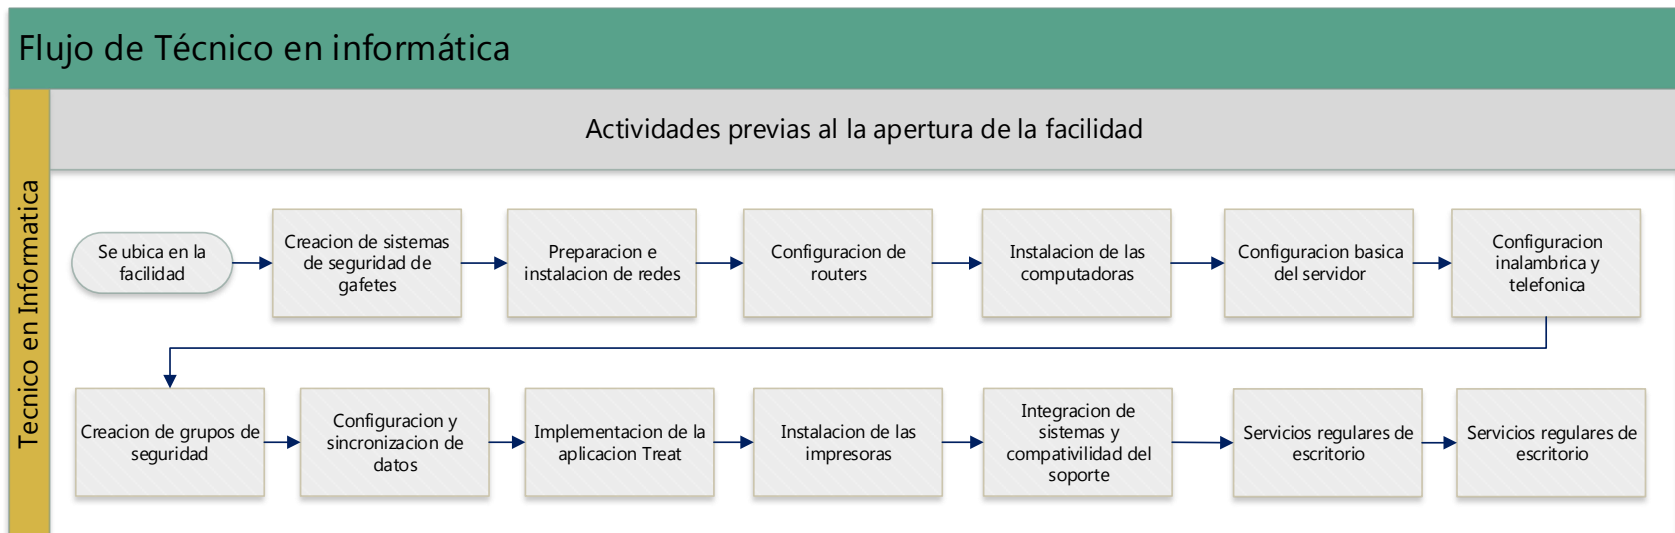 Flujo de Técnico en informática
Actividades previas al la apertura de la facilidad
Tecnico en Informatica
Se ubica en la
facilidad
Creacion de sistemas
de seguridad de
gafetes
Preparacion e
instalacion de redes
Configuracion de
routers
Instalacion de las
computadoras
Configuracion basica
del servidor
Configuracion
inalambrica y
telefonica
Creacion de grupos de
seguridad
Configuracion y
sincronizacion de
datos
Implementacion de la
aplicacion Treat
Instalacion de las
impresoras
Integracion de
sistemas y
compativilidad del
soporte
Servicios regulares de
escritorio
Servicios regulares de
escritorio